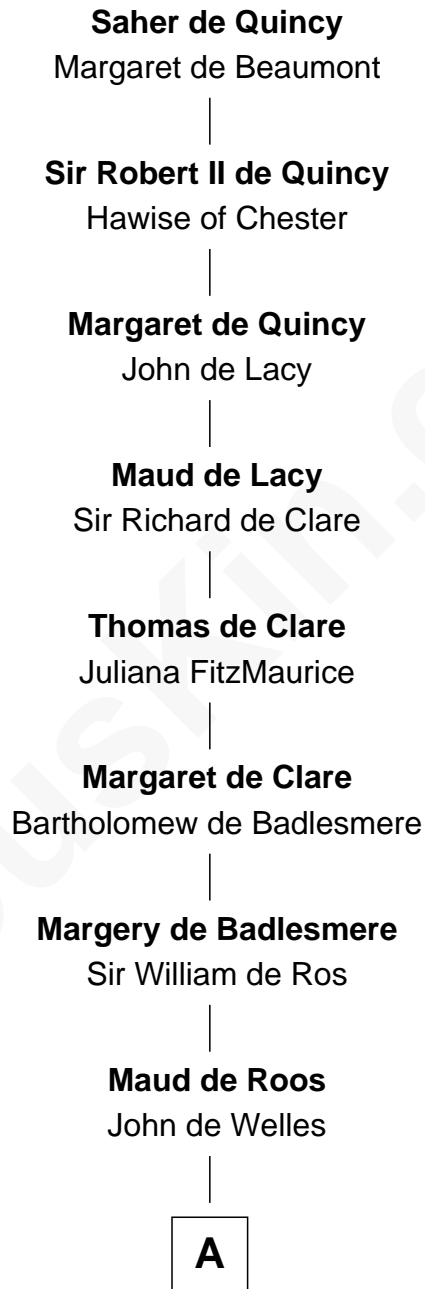 Saher de Quincy
Margaret de Beaumont
Sir Robert II de Quincy
Hawise of Chester
Margaret de Quincy
John de Lacy
Maud de Lacy
Sir Richard de Clare
Thomas de Clare
Juliana FitzMaurice
Margaret de Clare
Bartholomew de Badlesmere
Margery de Badlesmere
Sir William de Ros
Maud de Roos
John de Welles
A